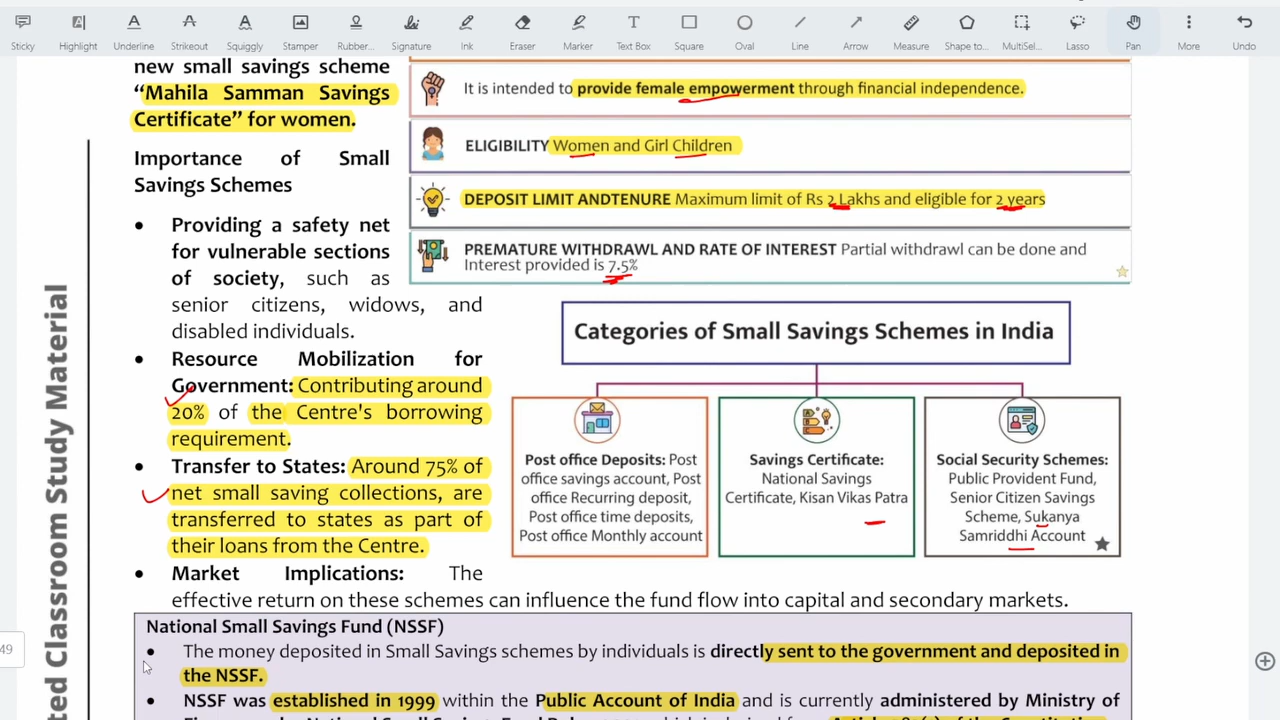 Sticky
Highlight
Underline
Strikeout
Squiggly
Stamper
Rubber...
Signature
Ink
Eraser
Marker
Text Box
Square
Oval
Line
Arrow
Measure
Shape to...
MultiSel...
Lasso
Pan
More
Undo
new small savings scheme
“Mahila Samman Savings
Certificate” for women.
Importance of Small
Savings Schemes
• Providing a safety net
for vulnerable sections
of society, such as
senior citizens, widows, and
disabled individuals.
• Resource Mobilization for
Government: Contributing around
20% of the Centre's borrowing
requirement.
• Transfer to States: Around 75% of
net small saving collections, are
transferred to states as part of
their loans from the Centre.
• Market Implications: The
effective return on these schemes can influence the fund flow into capital and secondary markets.
It is intended to provide female empowerment through financial independence.
ELIGIBILITY Women and Girl Children
DEPOSIT LIMIT ANDTENURE Maximum limit of Rs 2 Lakhs and eligible for 2 years
PREMATURE WITHDRAWL AND RATE OF INTEREST Partial withdrawl can be done and
Interest provided is 7.5%
Categories of Small Savings Schemes in India
Post office Deposits: Post
office savings account, Post
office Recurring deposit,
Post office time deposits,
Post office Monthly account
Savings Certificate:
National Savings
Certificate, Kisan Vikas Patra
Social Security Schemes:
Public Provident Fund,
Senior Citizen Savings
Scheme, Sukanya
Samriddhi Account
National Small Savings Fund (NSSF)
• The money deposited in Small Savings schemes by individuals is directly sent to the government and deposited in
the NSSF.
• NSSF was established in 1999 within the Public Account of India and is currently administered by Ministry of
49
ted Classroom Study Material